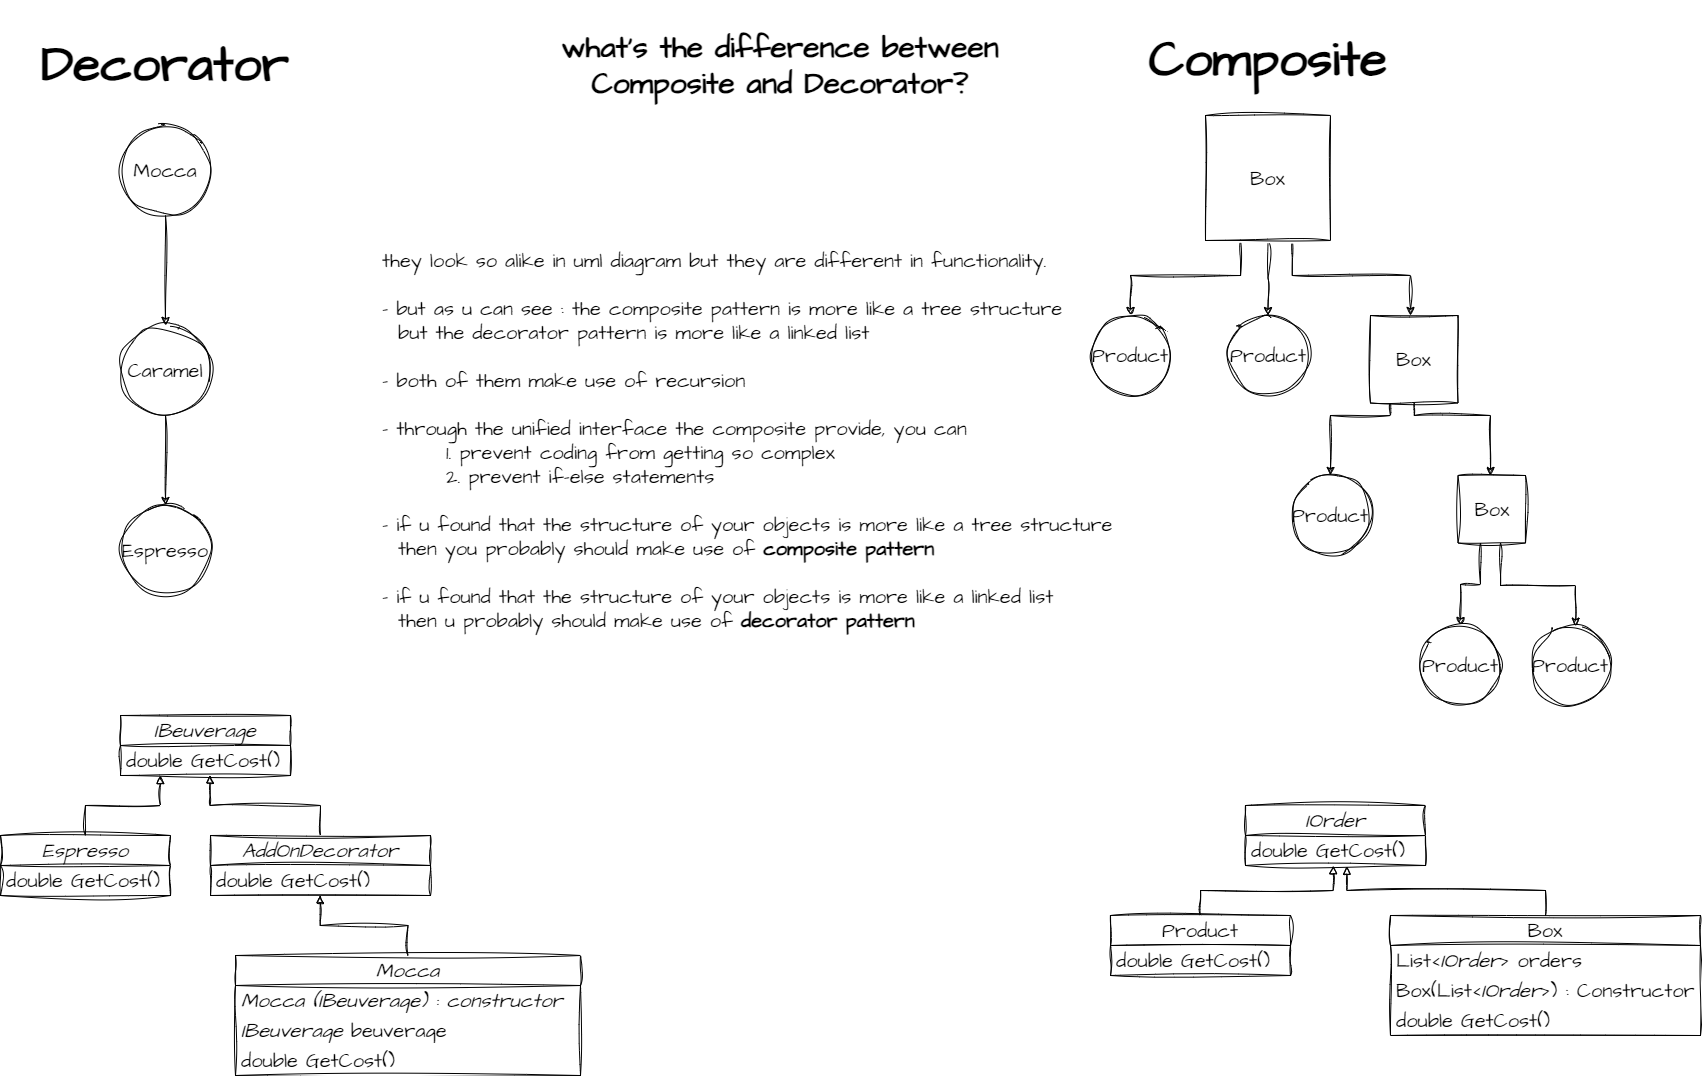 Decorator
what's the difference between
Composite and Decorator?
Composite
Mocca
Caramel
Espresso
they look so alike in uml diagram but they are different in functionality.
- but as u can see : the composite pattern is more like a tree structure
but the decorator pattern is more like a linked list
- both of them make use of recursion
- through the unified interface the composite provide, you can
1. prevent coding from getting so complex
2. prevent if-else statements
- if u found that the structure of your objects is more like a tree structure
then you probably should make use of composite pattern
- if u found that the structure of your objects is more like a linked list
then u probably should make use of decorator pattern
Box
Product
Product
Box
Product
Box
Product
Product
IBeuverage
double GetCost()
Espresso
double GetCost()
AddOnDecorator
double GetCost()
Mocca
Mocca (IBeuverage) : constructor
IBeuverage beuverage
double GetCost()
IOrder
double GetCost()
Product
double GetCost()
Box
List<IOrder> orders
Box(List<IOrder>) : Constructor
double GetCost()